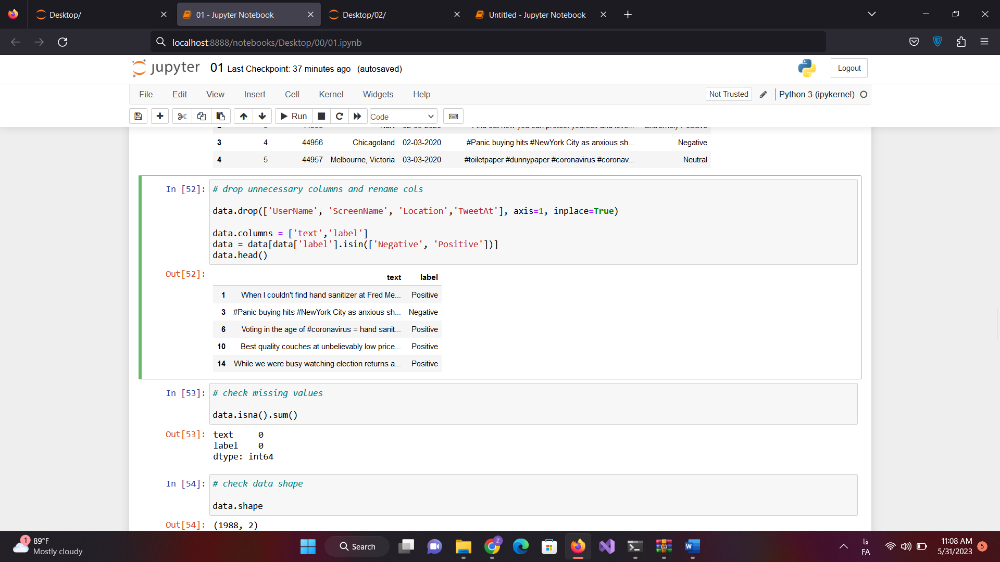 Desktop/
01 - Jupyter Notebook
Desktop/02/
Untitled - Jupyter Notebook
localhost:8888/notebooks/Desktop/00/01.ipynb
jupyter 01 Last Checkpoint: 37 minutes ago (autosaved)
Logout
File Edit View Insert Cell Kernel Widgets Help
Not Trusted Python 3 (ipykernel)
Run Code
3 4 44956 Chicagoland 02-03-2020 #Panic buying hits #NewYork City as anxious sh... Negative
4 5 44957 Melbourne, Victoria 03-03-2020 #toiletpaper #dunnypaper #coronavirus #coronav... Neutral
In [52]: # drop unnecessary columns and rename cols
data.drop(['UserName', 'ScreenName', 'Location','TweetAt'], axis=1, inplace=True)
data.columns = ['text','label']
data = data[data['label'].isin(['Negative', 'Positive'])]
data.head()
Out[52]:
text label
1 When I couldn't find hand sanitizer at Fred Me... Positive
3 #Panic buying hits #NewYork City as anxious sh... Negative
6 Voting in the age of #coronavirus = hand sanit... Positive
10 Best quality couches at unbelievably low price... Positive
14 While we were busy watching election returns a... Positive
In [53]: # check missing values
data.isna().sum()
Out[53]: text 0
label 0
dtype: int64
In [54]: # check data shape
data.shape
Out[54]: (1988, 2)
1
89°F
Mostly cloudy
Search
Z
W
فا
FA
11:08 AM
5/31/2023
5